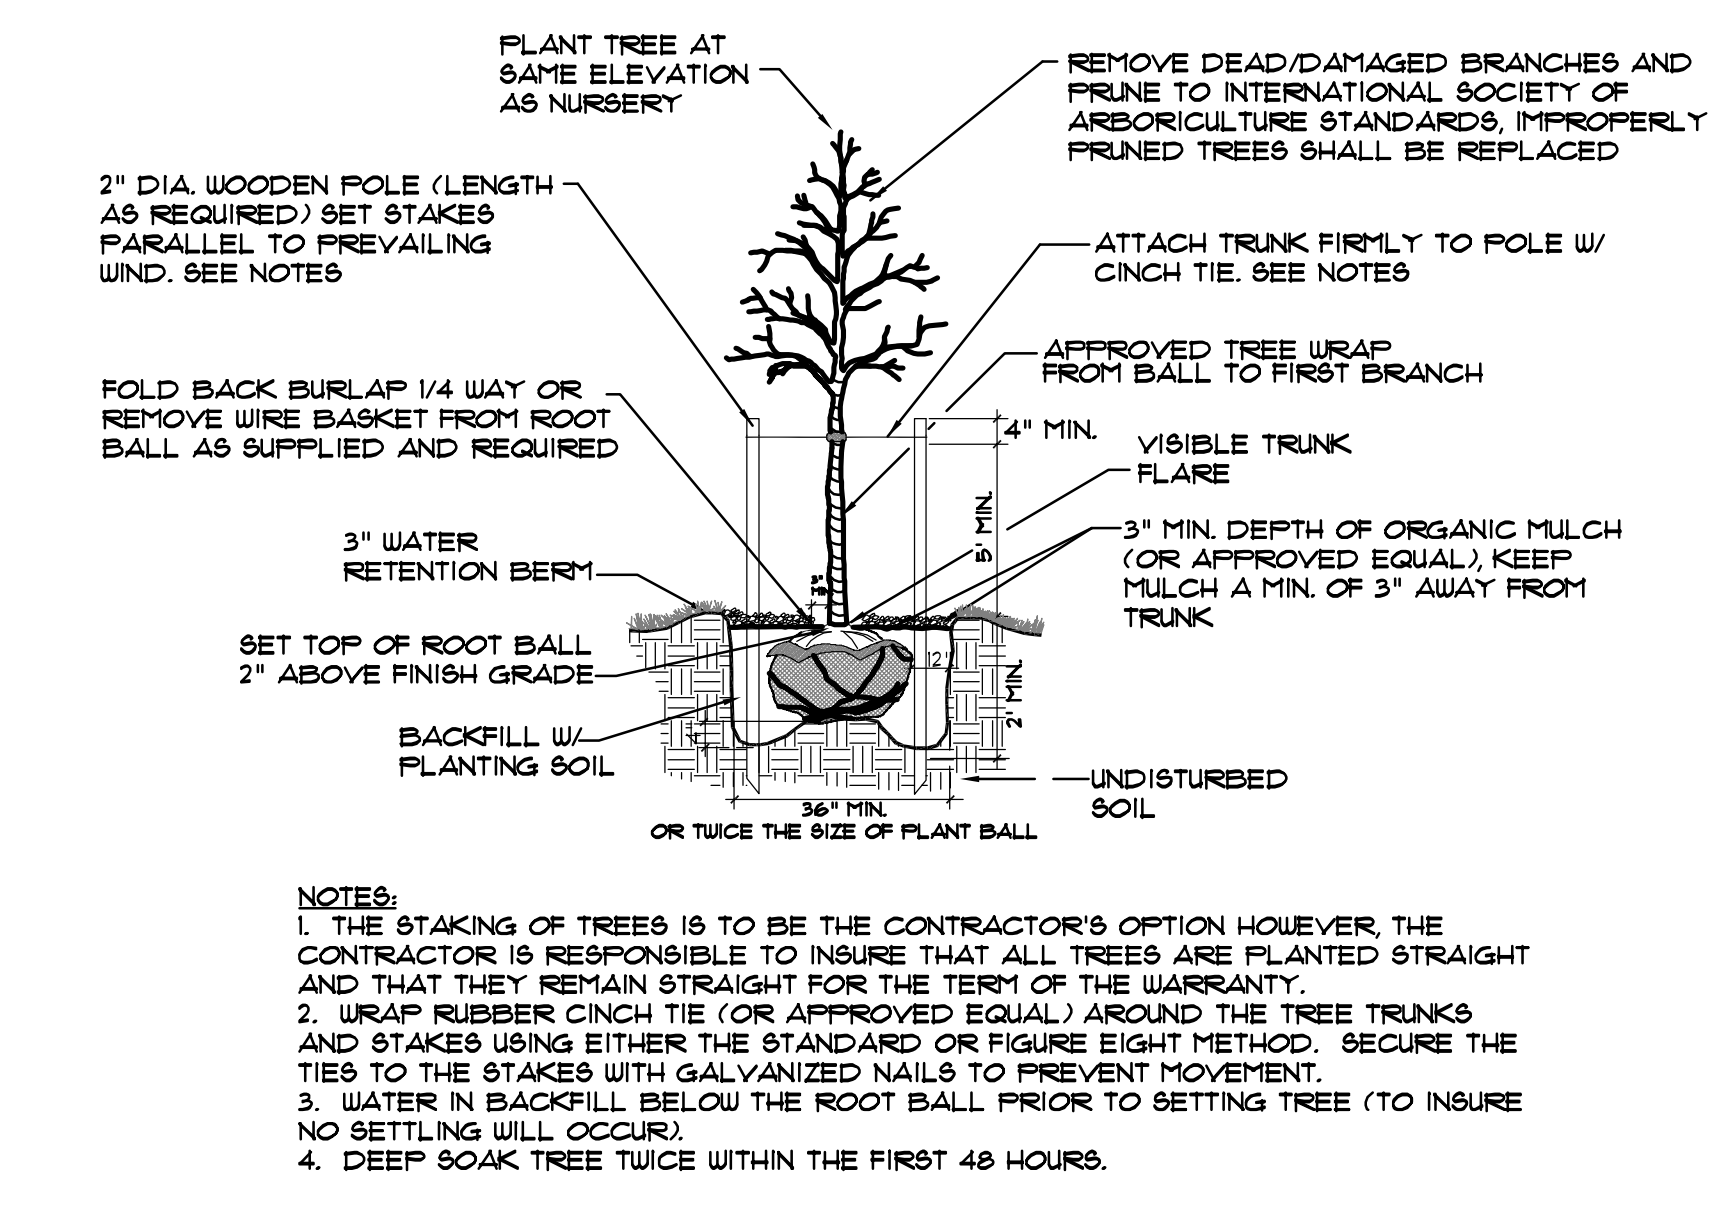 PLANT TREE AT
SAME ELEVATION
AS NURSERY
REMOVE DEAD/DAMAGED BRANCHES AND
PRUNE TO INTERNATIONAL SOCIETY OF
ARBORICULTURE STANDARDS, IMPROPERLY
PRUNED TREES SHALL BE REPLACED
2" DIA. WOODEN POLE (LENGTH
AS REQUIRED) SET STAKES
PARALLEL TO PREVAILING
WIND. SEE NOTES
ATTACH TRUNK FIRMLY TO POLE W/
CINCH TIE. SEE NOTES
APPROVED TREE WRAP
FROM BALL TO FIRST BRANCH
FOLD BACK BURLAP 1/4 WAY OR
REMOVE WIRE BASKET FROM ROOT
BALL AS SUPPLIED AND REQUIRED
4" MIN.
VISIBLE TRUNK
FLARE
5' MIN.
3" MIN. DEPTH OF ORGANIC MULCH
(OR APPROVED EQUAL), KEEP
MULCH A MIN. OF 3" AWAY FROM
TRUNK
3" WATER
RETENTION BERM
3"
MIN
SET TOP OF ROOT BALL
2" ABOVE FINISH GRADE
2' MIN.
BACKFILL W/
PLANTING SOIL
UNDISTURBED
SOIL
36" MIN.
OR TWICE THE SIZE OF PLANT BALL
NOTES:
1. THE STAKING OF TREES IS TO BE THE CONTRACTOR'S OPTION HOWEVER, THE
CONTRACTOR IS RESPONSIBLE TO INSURE THAT ALL TREES ARE PLANTED STRAIGHT
AND THAT THEY REMAIN STRAIGHT FOR THE TERM OF THE WARRANTY.
2. WRAP RUBBER CINCH TIE (OR APPROVED EQUAL) AROUND THE TREE TRUNKS
AND STAKES USING EITHER THE STANDARD OR FIGURE EIGHT METHOD. SECURE THE
TIES TO THE STAKES WITH GALVANIZED NAILS TO PREVENT MOVEMENT.
3. WATER IN BACKFILL BELOW THE ROOT BALL PRIOR TO SETTING TREE (TO INSURE
NO SETTLING WILL OCCUR).
4. DEEP SOAK TREE TWICE WITHIN THE FIRST 48 HOURS.